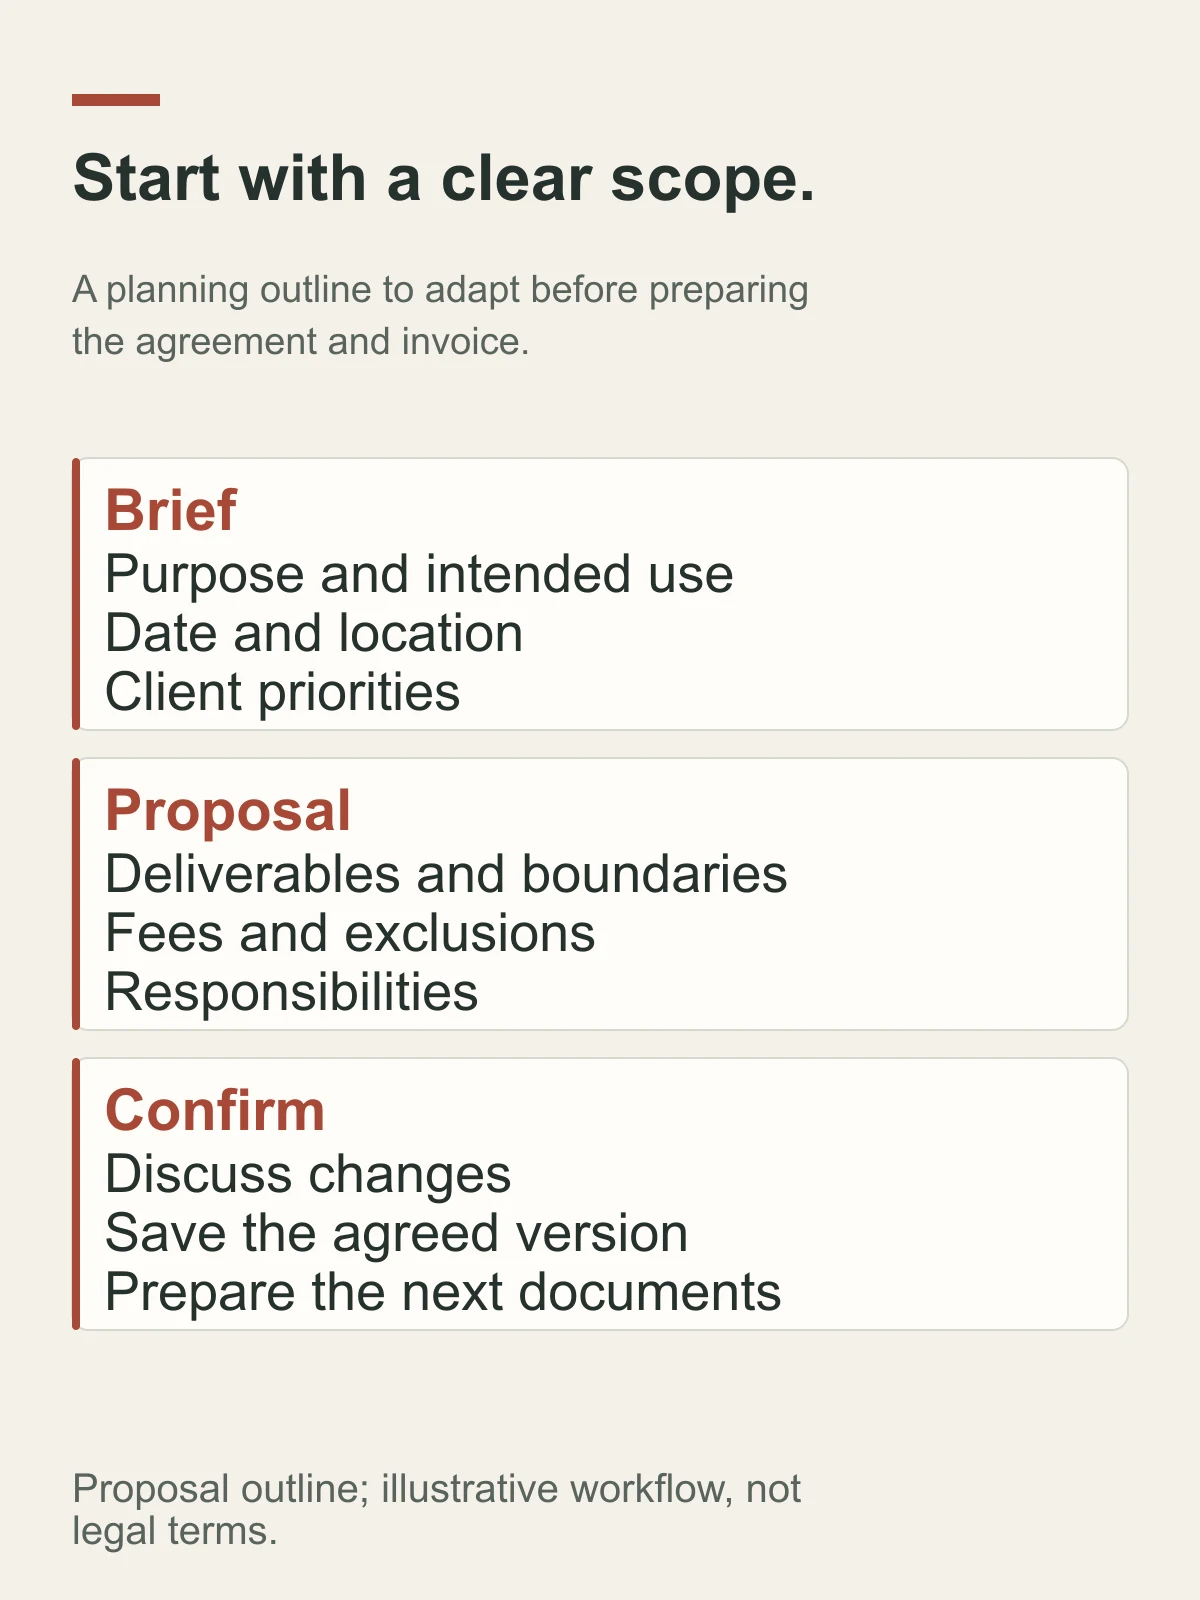 Start with a clear scope.
A planning outline to adapt before preparing
the agreement and invoice.
Brief
Purpose and intended use
Date and location
Client priorities
Proposal
Deliverables and boundaries
Fees and exclusions
Responsibilities
Confirm
Discuss changes
Save the agreed version
Prepare the next documents
Proposal outline; illustrative workflow, not
legal terms.